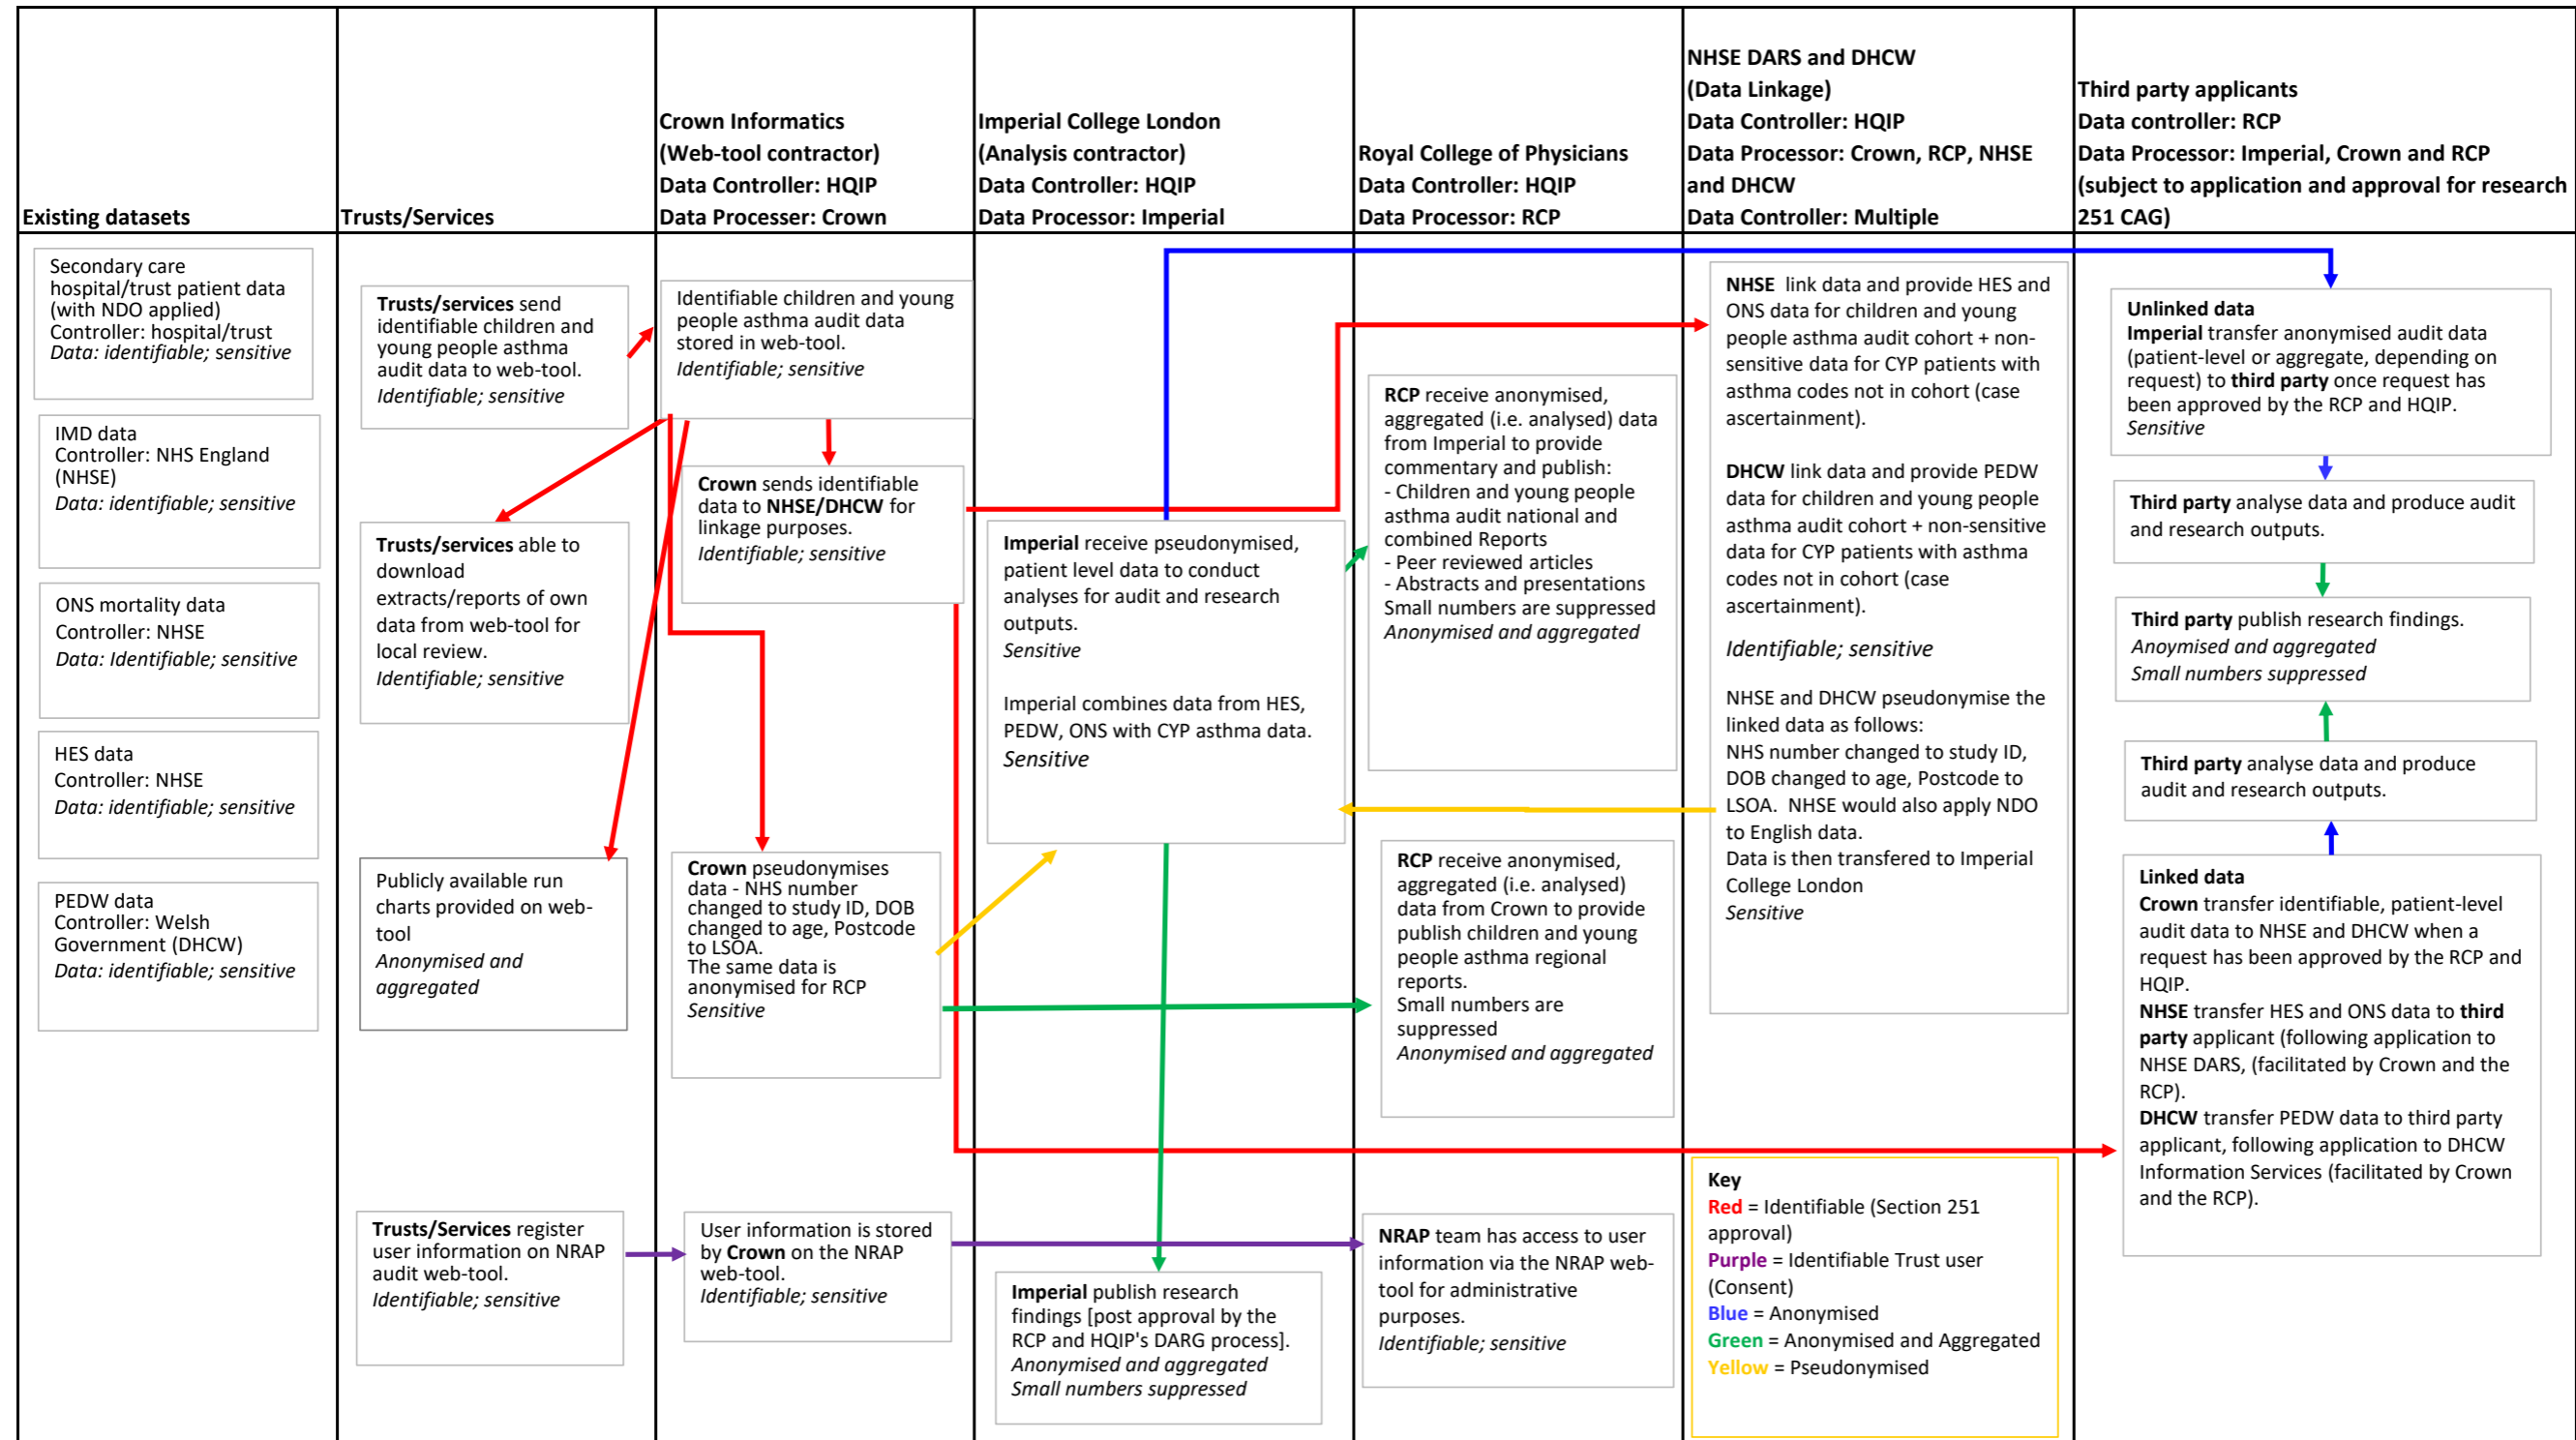 Existing datasets
Trusts/Services
Crown Informatics
(Web-tool contractor)
Data Controller: HQIP
Data Processer: Crown
Imperial College London
(Analysis contractor)
Data Controller: HQIP
Data Processor: Imperial
Royal College of Physicians
Data Controller: HQIP
Data Processor: RCP
NHSE DARS and DHCW
(Data Linkage)
Data Controller: HQIP
Data Processor: Crown, RCP, NHSE
and DHCW
Data Controller: Multiple
Third party applicants
Data controller: RCP
Data Processor: Imperial, Crown and RCP
(subject to application and approval for research
251 CAG)
Secondary care
hospital/trust patient data
(with NDO applied)
Controller: hospital/trust
Data: identifiable; sensitive
IMD data
Controller: NHS England
(NHSE)
Data: identifiable; sensitive
ONS mortality data
Controller: NHSE
Data: Identifiable; sensitive
HES data
Controller: NHSE
Data: identifiable; sensitive
PEDW data
Controller: Welsh
Government (DHCW)
Data: identifiable; sensitive
Trusts/services send
identifiable children and
young people asthma
audit data to web-tool.
Identifiable; sensitive
Trusts/services able to
download
extracts/reports of own
data from web-tool for
local review.
Identifiable; sensitive
Publicly available run
charts provided on web-
tool
Anonymised and
aggregated
Trusts/Services register
user information on NRAP
audit web-tool.
Identifiable; sensitive
Identifiable children and young
people asthma audit data
stored in web-tool.
Identifiable; sensitive
Crown sends identifiable
data to NHSE/DHCW for
linkage purposes.
Identifiable; sensitive
Crown pseudonymises
data - NHS number
changed to study ID, DOB
changed to age, Postcode
to LSOA.
The same data is
anonymised for RCP
Sensitive
User information is stored
by Crown on the NRAP
web-tool.
Identifiable; sensitive
Imperial receive pseudonymised,
patient level data to conduct
analyses for audit and research
outputs.
Sensitive
Imperial combines data from HES,
PEDW, ONS with CYP asthma data.
Sensitive
Imperial publish research
findings [post approval by the
RCP and HQIP's DARG process].
Anonymised and aggregated
Small numbers suppressed
RCP receive anonymised,
aggregated (i.e. analysed) data
from Imperial to provide
commentary and publish:
- Children and young people
asthma audit national and
combined Reports
- Peer reviewed articles
- Abstracts and presentations
Small numbers are suppressed
Anonymised and aggregated
RCP receive anonymised,
aggregated (i.e. analysed)
data from Crown to provide
publish children and young
people asthma regional
reports.
Small numbers are
suppressed
Anonymised and aggregated
NRAP team has access to user
information via the NRAP web-
tool for administrative
purposes.
Identifiable; sensitive
NHSE link data and provide HES and
ONS data for children and young
people asthma audit cohort + non-
sensitive data for CYP patients with
asthma codes not in cohort (case
ascertainment).
DHCW link data and provide PEDW
data for children and young people
asthma audit cohort + non-sensitive
data for CYP patients with asthma
codes not in cohort (case
ascertainment).
Identifiable; sensitive
NHSE and DHCW pseudonymise the
linked data as follows:
NHS number changed to study ID,
DOB changed to age, Postcode to
LSOA. NHSE would also apply NDO
to English data.
Data is then transfered to Imperial
College London
Sensitive
Key
Red = Identifiable (Section 251
approval)
Purple = Identifiable Trust user
(Consent)
Blue = Anonymised
Green = Anonymised and Aggregated
Yellow = Pseudonymised
Unlinked data
Imperial transfer anonymised audit data
(patient-level or aggregate, depending on
request) to third party once request has
been approved by the RCP and HQIP.
Sensitive
Third party analyse data and produce audit
and research outputs.
Third party publish research findings.
Anoymised and aggregated
Small numbers suppressed
Third party analyse data and produce
audit and research outputs.
Linked data
Crown transfer identifiable, patient-level
audit data to NHSE and DHCW when a
request has been approved by the RCP and
HQIP.
NHSE transfer HES and ONS data to third
party applicant (following application to
NHSE DARS, (facilitated by Crown and the
RCP).
DHCW transfer PEDW data to third party
applicant, following application to DHCW
Information Services (facilitated by Crown
and the RCP).